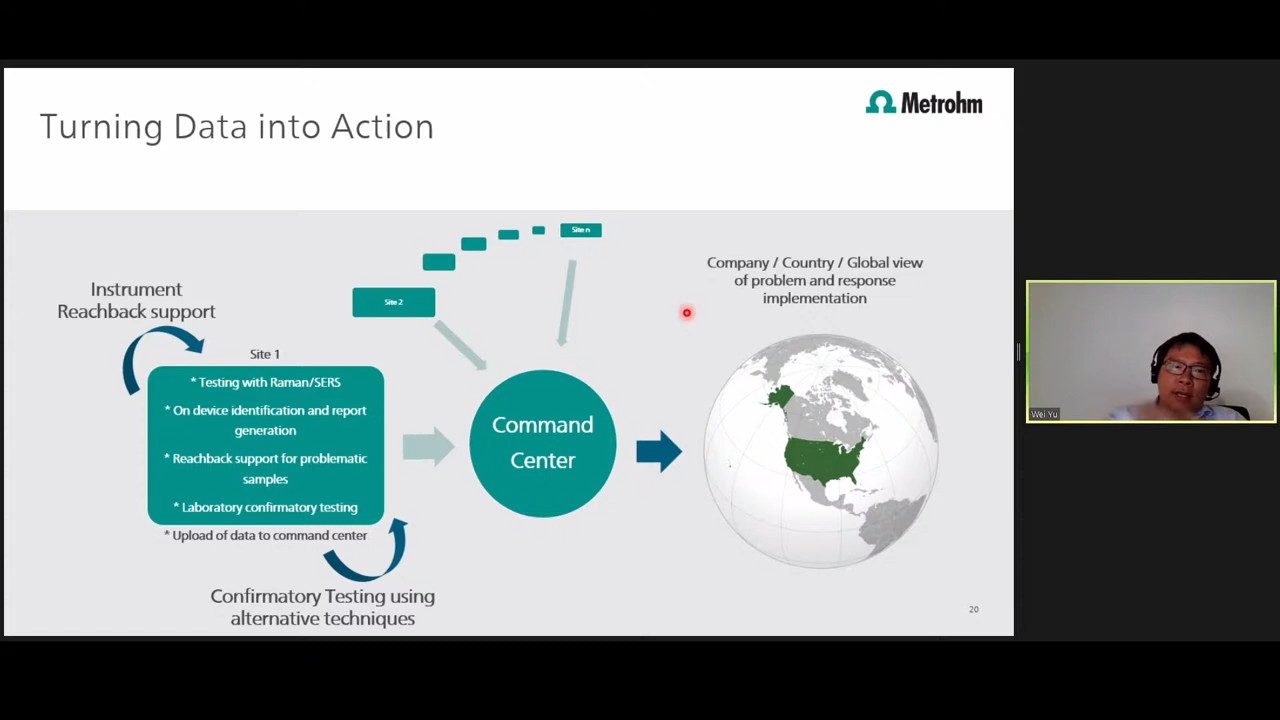 Turning Data into Action
Metrohm
Site n
Site 2
Company / Country / Global view
of problem and response
implementation
Instrument
Reachback support
Site 1
* Testing with Raman/SERS
* On device identification and report
generation
* Reachback support for problematic
samples
* Laboratory confirmatory testing
* Upload of data to command center
Command
Center
Confirmatory Testing using
alternative techniques
20
Wei Yu